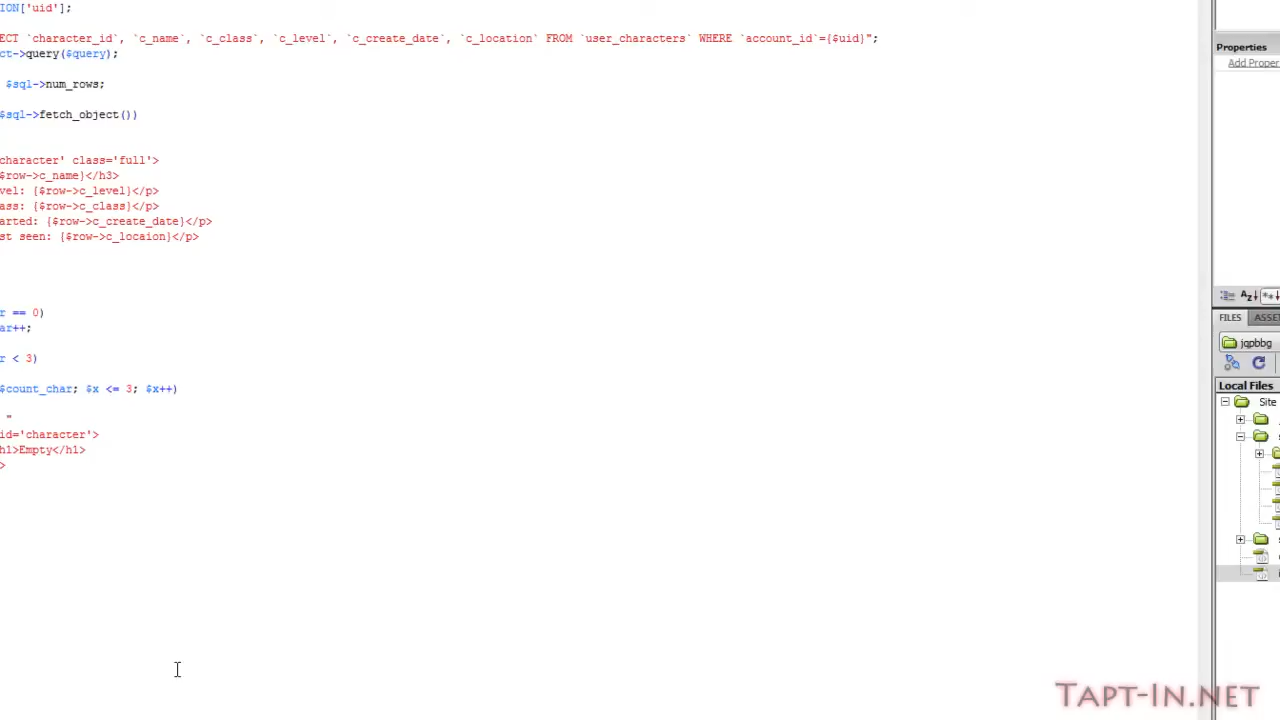 ION['uid'];
ECT `character_id`, `c_name`, `c_class`, `c_level`, `c_create_date`, `c_location` FROM `user_characters` WHERE `account_id`={$uid}";
ct->query($query);
$sql->num_rows;
$sql->fetch_object())
character' class='full'>
$row->c_name}</h3>
vel: {$row->c_level}</p>
ass: {$row->c_class}</p>
arted: {$row->c_create_date}</p>
st seen: {$row->c_locaion}</p>
r == 0)
ar++;
r < 3)
$count_char; $x <= 3; $x++)
"
id='character'>
h1>Empty</h1>
>
Properties
Add Proper
FILES ASSE
jqpbbg
Local Files
Site
TAPT-IN.NET